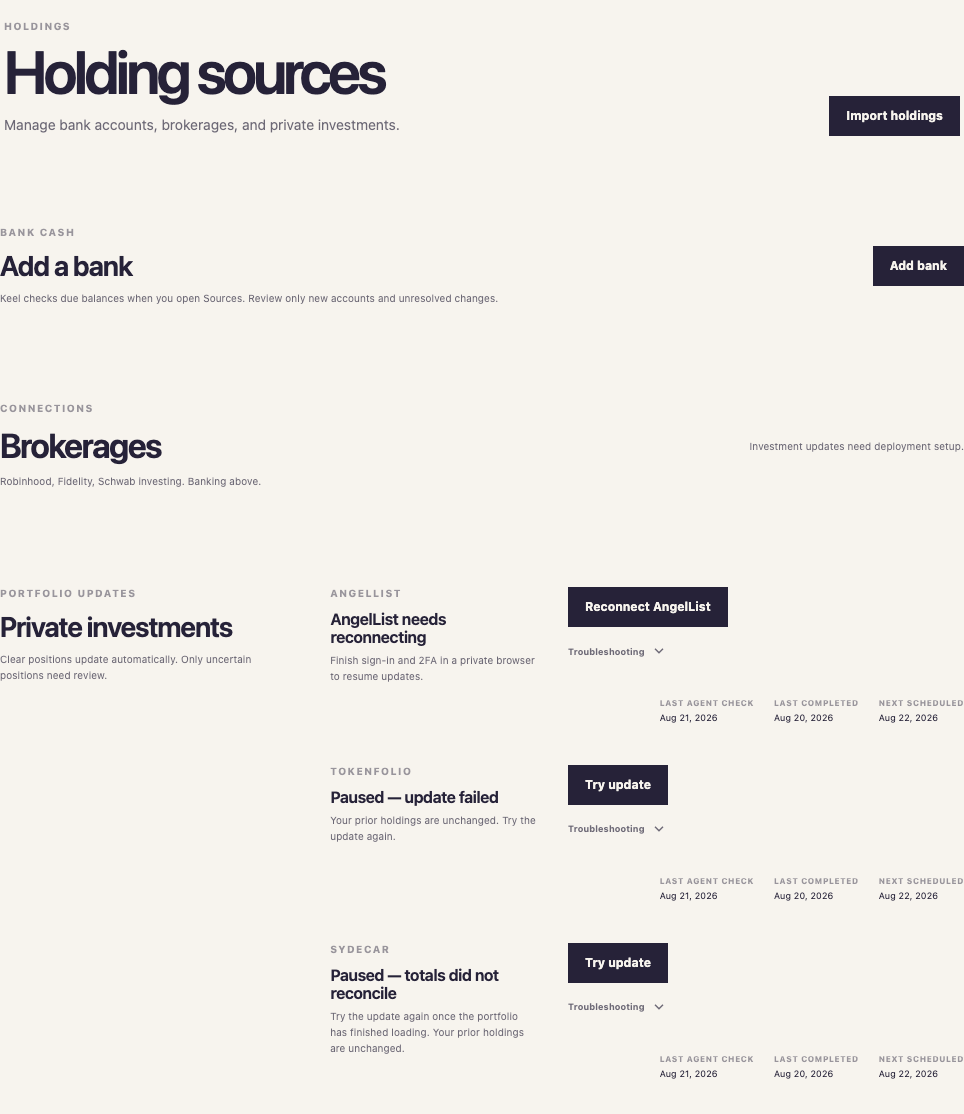 HOLDINGS
Holding sources
Manage bank accounts, brokerages, and private investments.
Import holdings
BANK CASH
Add a bank
Keel checks due balances when you open Sources. Review only new accounts and unresolved changes.
Add bank
CONNECTIONS
Brokerages
Robinhood, Fidelity, Schwab investing. Banking above.
Investment updates need deployment setup.
PORTFOLIO UPDATES
Private investments
Clear positions update automatically. Only uncertain
positions need review.
ANGELLIST
AngelList needs
reconnecting
Finish sign-in and 2FA in a private browser
to resume updates.
Reconnect AngelList
Troubleshooting
LAST AGENT CHECK
Aug 21, 2026
LAST COMPLETED
Aug 20, 2026
NEXT SCHEDULED
Aug 22, 2026
TOKENFOLIO
Paused — update failed
Your prior holdings are unchanged. Try the
update again.
Try update
Troubleshooting
LAST AGENT CHECK
Aug 21, 2026
LAST COMPLETED
Aug 20, 2026
NEXT SCHEDULED
Aug 22, 2026
SYDECAR
Paused — totals did not
reconcile
Try the update again once the portfolio
has finished loading. Your prior holdings
are unchanged.
Try update
Troubleshooting
LAST AGENT CHECK
Aug 21, 2026
LAST COMPLETED
Aug 20, 2026
NEXT SCHEDULED
Aug 22, 2026